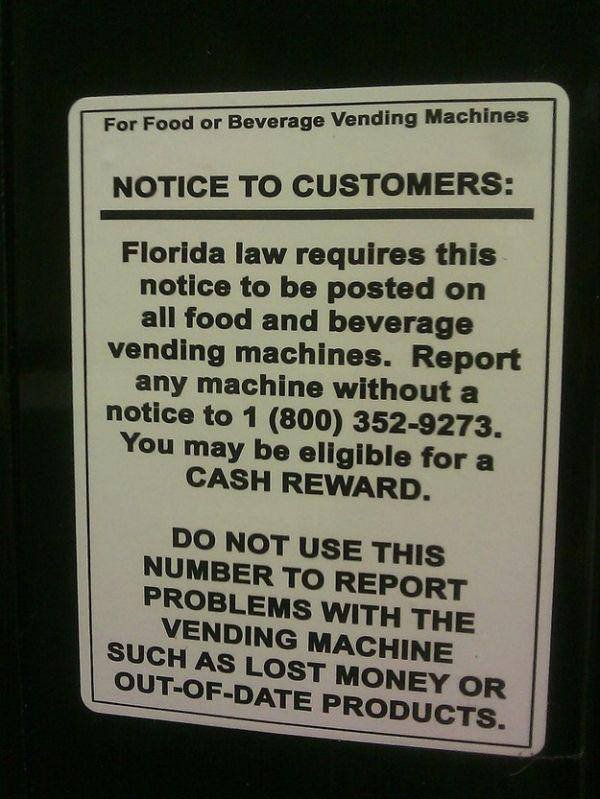 For Food or Beverage Vending Machines
NOTICE TO CUSTOMERS:
Florida law requires this
notice to be posted on
all food and beverage
vending machines. Report
any machine without a
notice to 1 (800) 352-9273.
You may be eligible for a
CASH REWARD.
DO NOT USE THIS
NUMBER TO REPORT
PROBLEMS WITH THE
VENDING MACHINE
SUCH AS LOST MONEY OR
OUT-OF-DATE PRODUCTS.